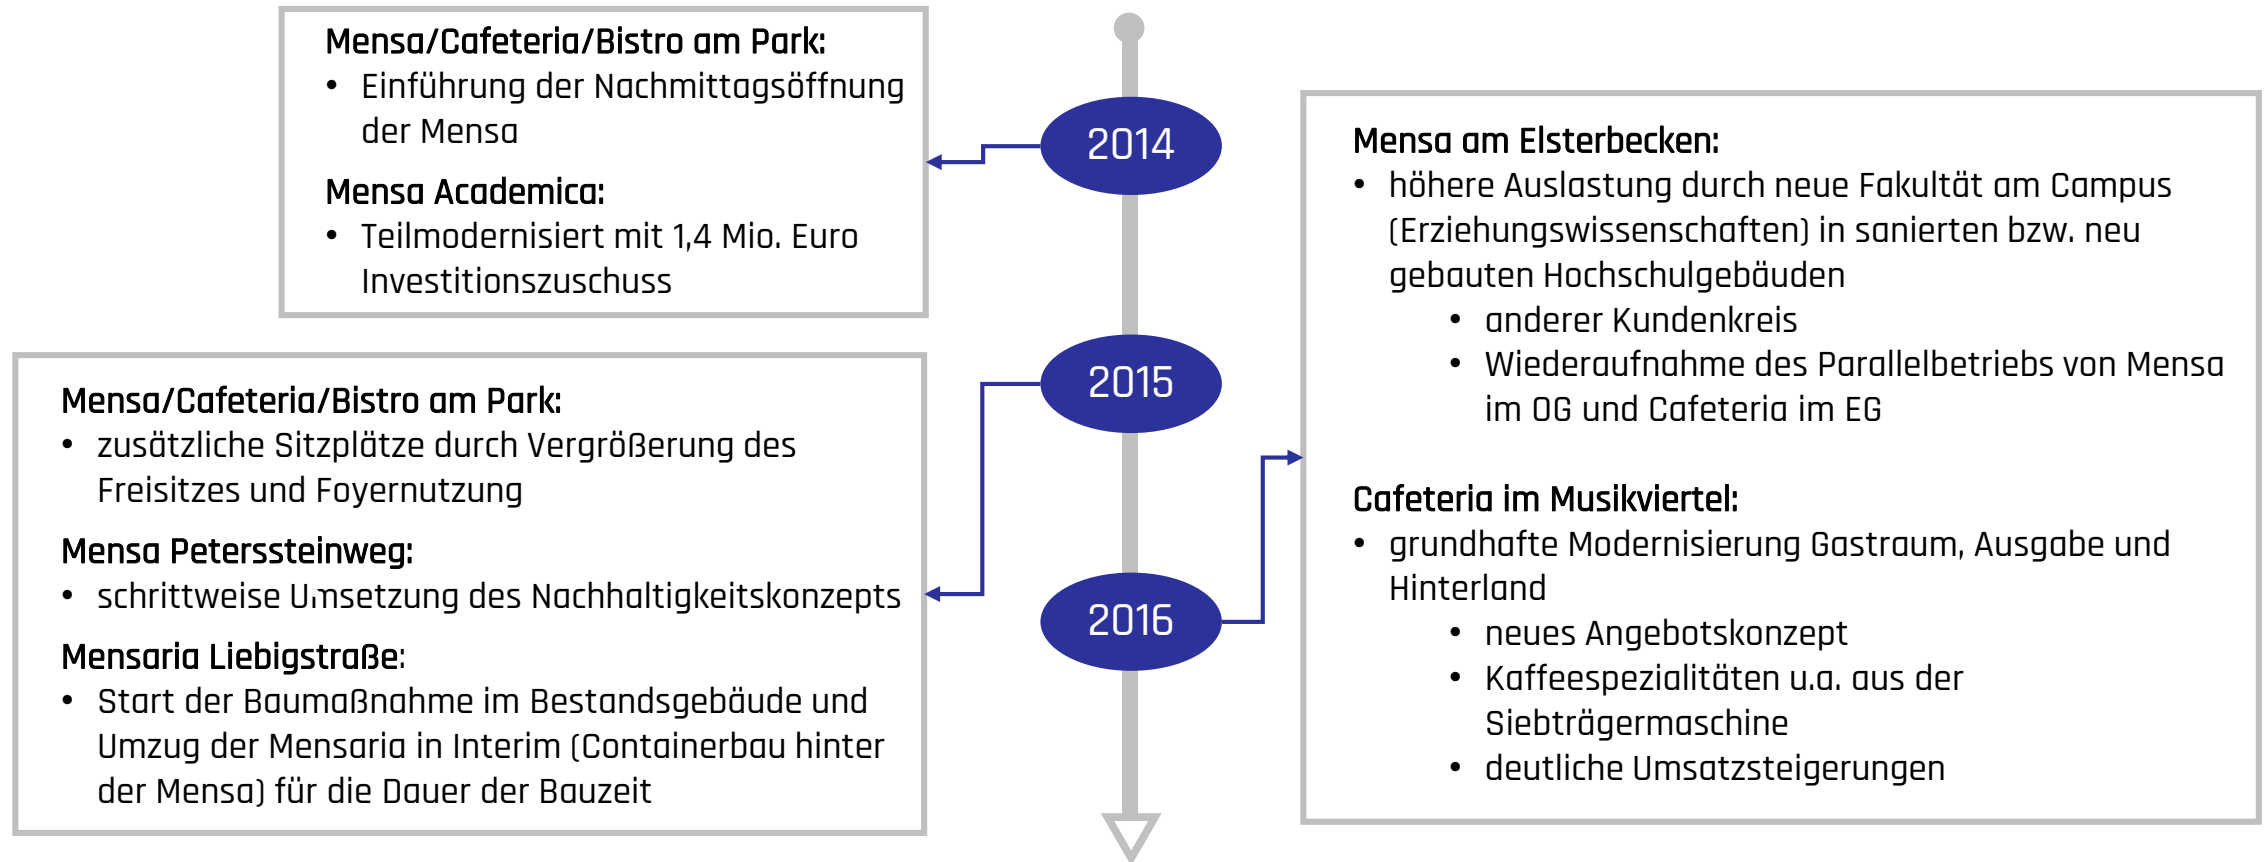 Mensa/Cafeteria/Bistro am Park:
• Einführung der Nachmittagsöffnung
der Mensa
Mensa Academica:
• Teilmodernisiert mit 1,4 Mio. Euro
Investitionszuschuss
2014
Mensa/Cafeteria/Bistro am Park:
• zusätzliche Sitzplätze durch Vergrößerung des
Freisitzes und Foyernutzung
Mensa Peterssteinweg:
• schrittweise Umsetzung des Nachhaltigkeitskonzepts
Mensaria Liebigstraße:
• Start der Baumaßnahme im Bestandsgebäude und
Umzug der Mensaria in Interim (Containerbau hinter
der Mensa) für die Dauer der Bauzeit
2015
2016
Mensa am Elsterbecken:
• höhere Auslastung durch neue Fakultät am Campus
(Erziehungswissenschaften) in sanierten bzw. neu
gebauten Hochschulgebäuden
• anderer Kundenkreis
• Wiederaufnahme des Parallelbetriebs von Mensa
im OG und Cafeteria im EG
Cafeteria im Musikviertel:
• grundhafte Modernisierung Gastraum, Ausgabe und
Hinterland
• neues Angebotskonzept
• Kaffeespezialitäten u.a. aus der
Siebträgermaschine
• deutliche Umsatzsteigerungen